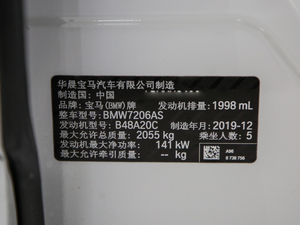 华晨宝马汽车有限公司制造
制造国：中国
品牌：宝马(BMW)牌 发动机排量：1998 mL
整车型号：BMW7206AS
发动机型号：B48A20C 制造年月：2019-12
最大允许总质量：2055 kg 乘坐人数：5
发动机最大净功率：141 kW
最大允许牵引质量：-- kg
A96